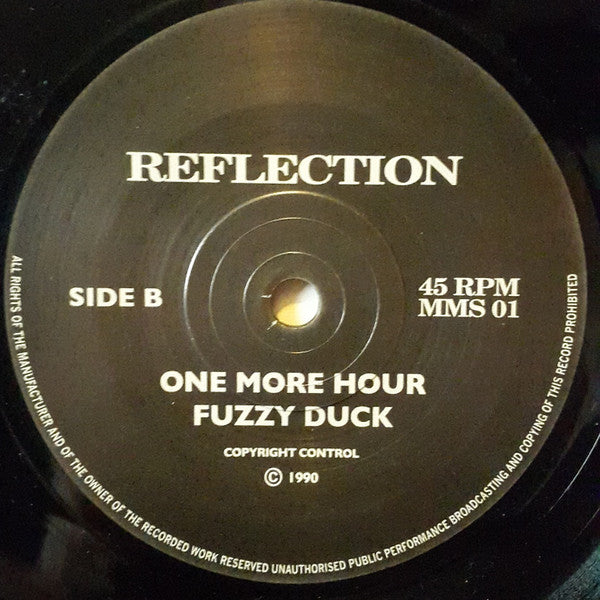 REFLECTION
SIDE B
45 RPM
MMS 01
ONE MORE HOUR
FUZZY DUCK
COPYRIGHT CONTROL
© 1990
ALL RIGHTS OF THE MANUFACTURER AND OF THE OWNER OF THE RECORDED WORK RESERVED UNAUTHORISED PUBLIC PERFORMANCE BROADCASTING AND COPYING OF THIS RECORD PROHIBITED